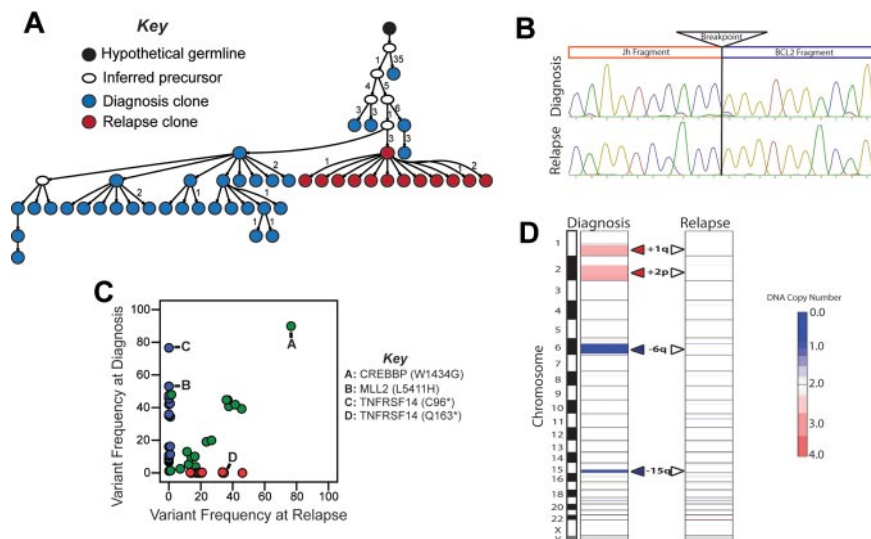 A
Key
Hypothetical germline
Inferred precursor
Diagnosis clone
Relapse clone
1
35
4
5
3
3
6
1
3
3
2
2
1
1
1
1
1
1
1
2
2
B
Breakpoint
Jh Fragment
BCL2 Fragment
Diagnosis
Relapse
C
Variant Frequency at Diagnosis
100
80
60
40
20
0
C
B
A
D
0
20
40
60
80
100
Variant Frequency at Relapse
Key
A: CREBBP (W1434G)
B: MLL2 (L5411H)
C: TNFRSF14 (C96*)
D: TNFRSF14 (Q163*)
D
Diagnosis
Relapse
Chromosome
1
2
3
4
5
6
7
8
9
10
11
12
13
14
15
16
18
20
22
X
Y
+1q
+2p
-6q
-15q
DNA Copy Number
0.0
1.0
2.0
3.0
4.0